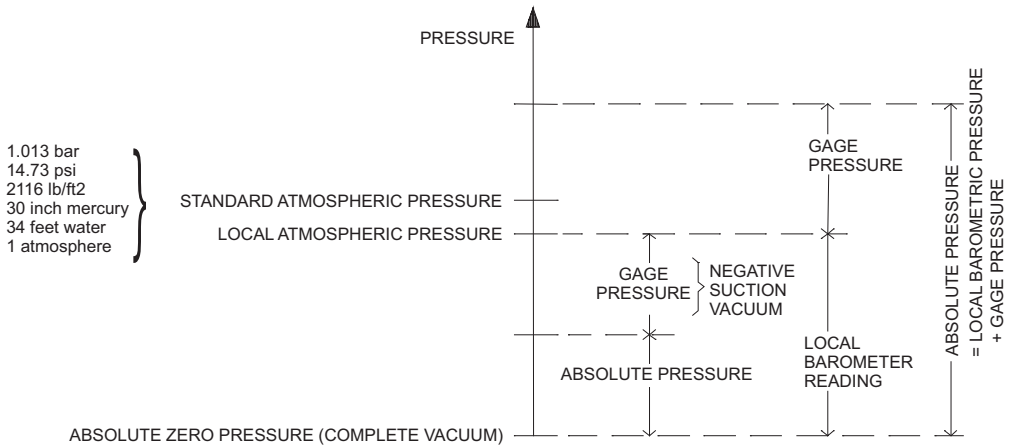 PRESSURE
1.013 bar
14.73 psi
2116 lb/ft2
30 inch mercury
34 feet water
1 atmosphere
STANDARD ATMOSPHERIC PRESSURE
LOCAL ATMOSPHERIC PRESSURE
ABSOLUTE ZERO PRESSURE (COMPLETE VACUUM)
GAGE
PRESSURE
NEGATIVE
SUCTION
VACUUM
ABSOLUTE PRESSURE
GAGE
PRESSURE
LOCAL
BAROMETER
READING
ABSOLUTE PRESSURE
= LOCAL BAROMETRIC PRESSURE
+ GAGE PRESSURE